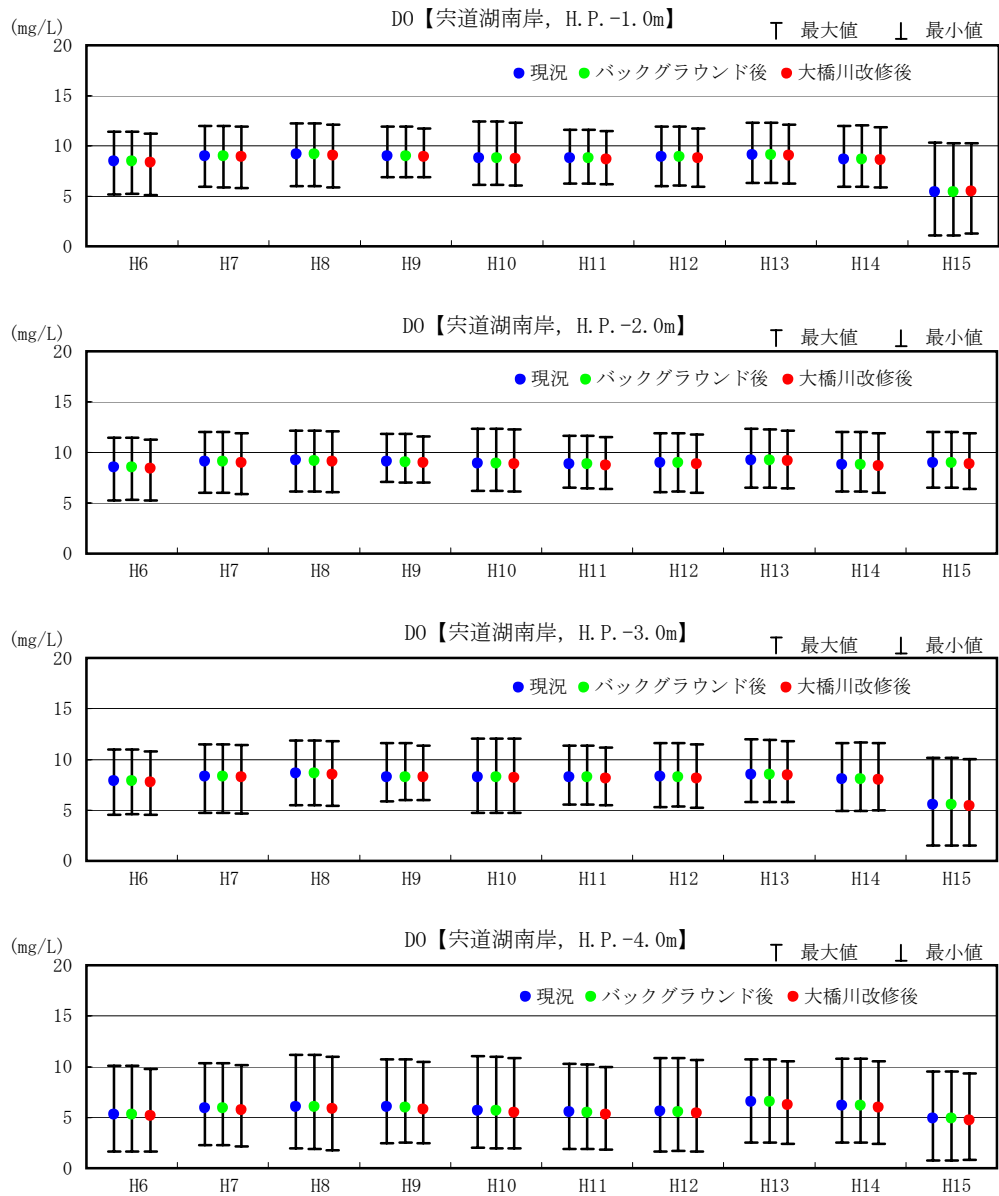 DO【宍道湖南岸, H.P.-1.0m】
(mg/L)
最大値 最小値
20
現況 バックグラウンド後 大橋川改修後
15
10
5
0
H6 H7 H8 H9 H10 H11 H12 H13 H14 H15
DO【宍道湖南岸, H.P.-2.0m】
(mg/L)
最大値 最小値
20
現況 バックグラウンド後 大橋川改修後
15
10
5
0
H6 H7 H8 H9 H10 H11 H12 H13 H14 H15
DO【宍道湖南岸, H.P.-3.0m】
(mg/L)
最大値 最小値
20
現況 バックグラウンド後 大橋川改修後
15
10
5
0
H6 H7 H8 H9 H10 H11 H12 H13 H14 H15
DO【宍道湖南岸, H.P.-4.0m】
(mg/L)
最大値 最小値
20
現況 バックグラウンド後 大橋川改修後
15
10
5
0
H6 H7 H8 H9 H10 H11 H12 H13 H14 H15